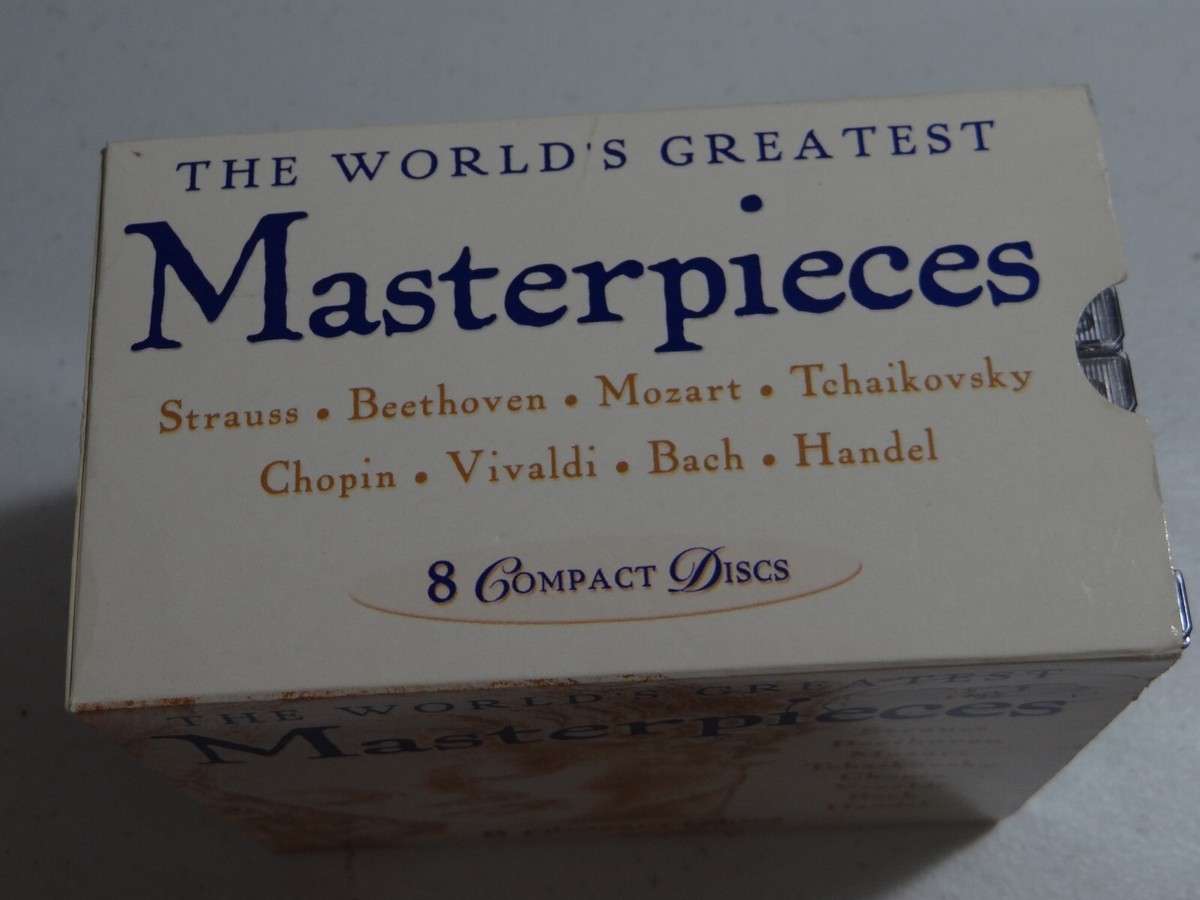 THE WORLD'S GREATEST
Masterpieces
Strauss • Beethoven • Mozart • Tchaikovsky
Chopin • Vivaldi • Bach • Handel
8 COMPACT DISCS
THE WORLD'S GREATEST
Masterpieces